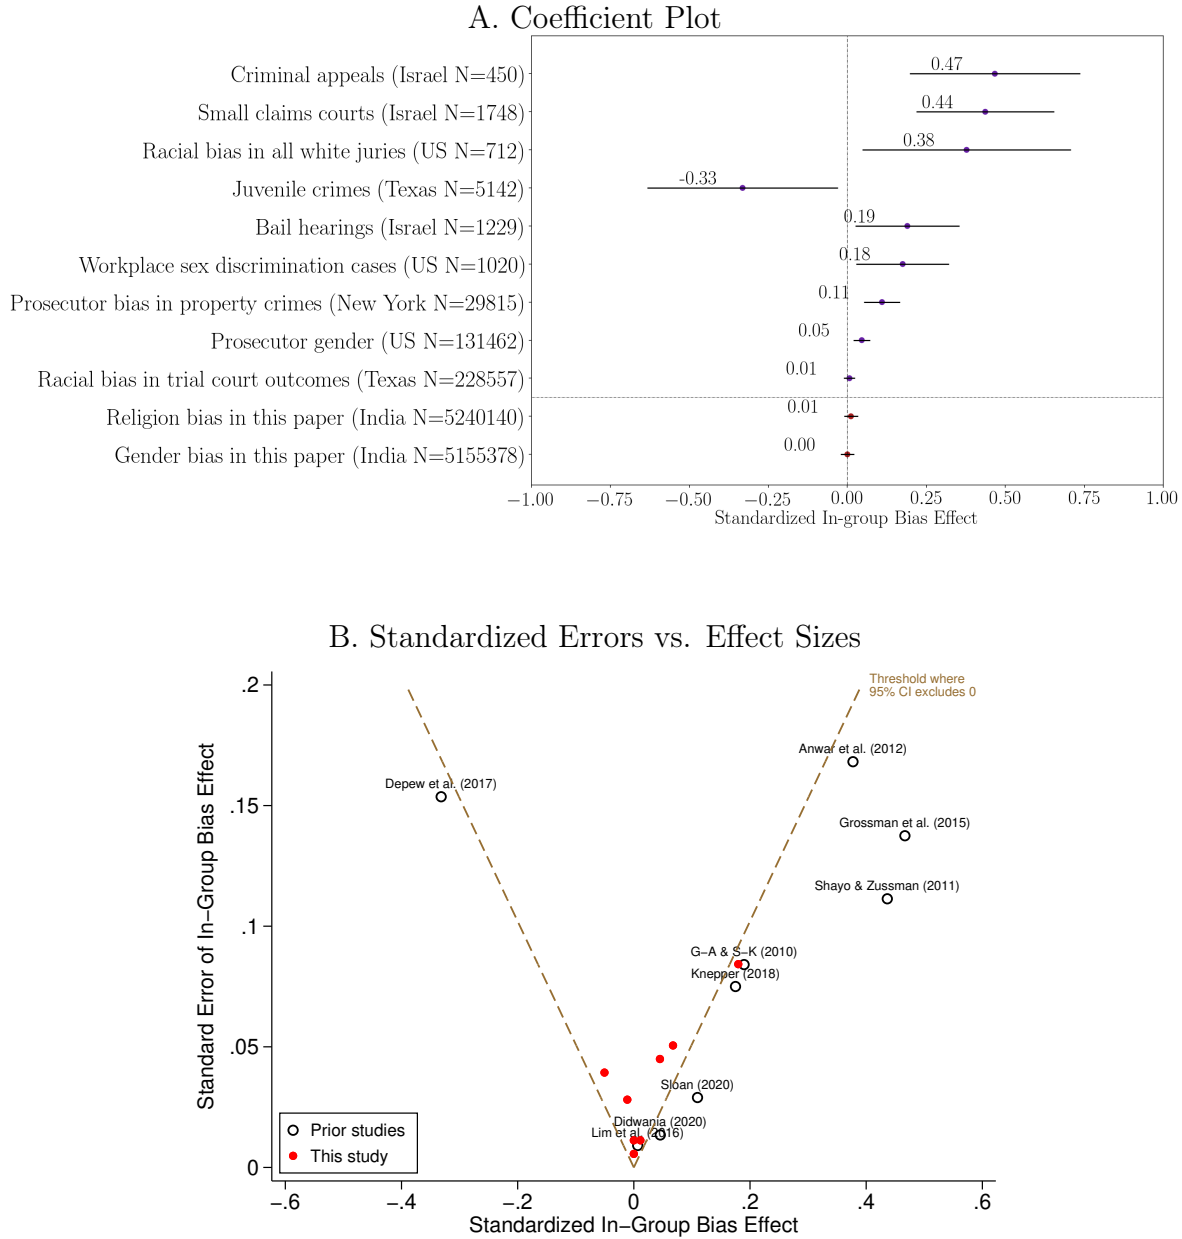 A. Coefficient Plot
Criminal appeals (Israel N=450)
0.47
Small claims courts (Israel N=1748)
0.44
Racial bias in all white juries (US N=712)
0.38
Juvenile crimes (Texas N=5142)
-0.33
Bail hearings (Israel N=1229)
0.19
Workplace sex discrimination cases (US N=1020)
0.18
Prosecutor bias in property crimes (New York N=29815)
0.11
Prosecutor gender (US N=131462)
0.05
Racial bias in trial court outcomes (Texas N=228557)
0.01
Religion bias in this paper (India N=5240140)
0.01
Gender bias in this paper (India N=5155378)
0.00
−1.00 −0.75 −0.50 −0.25 0.00 0.25 0.50 0.75 1.00
Standardized In-group Bias Effect
B. Standardized Errors vs. Effect Sizes
Threshold where
95% CI excludes 0
Standard Error of In−Group Bias Effect
.2
.15
.1
.05
0
Anwar et al. (2012)
Depew et al. (2017)
Grossman et al. (2015)
Shayo & Zussman (2011)
G−A & S−K (2010)
Knepper (2018)
Sloan (2020)
Didwania (2020)
Lim et al. (2016)
Prior studies
This study
−.6 −.4 −.2 0 .2 .4 .6
Standardized In−Group Bias Effect